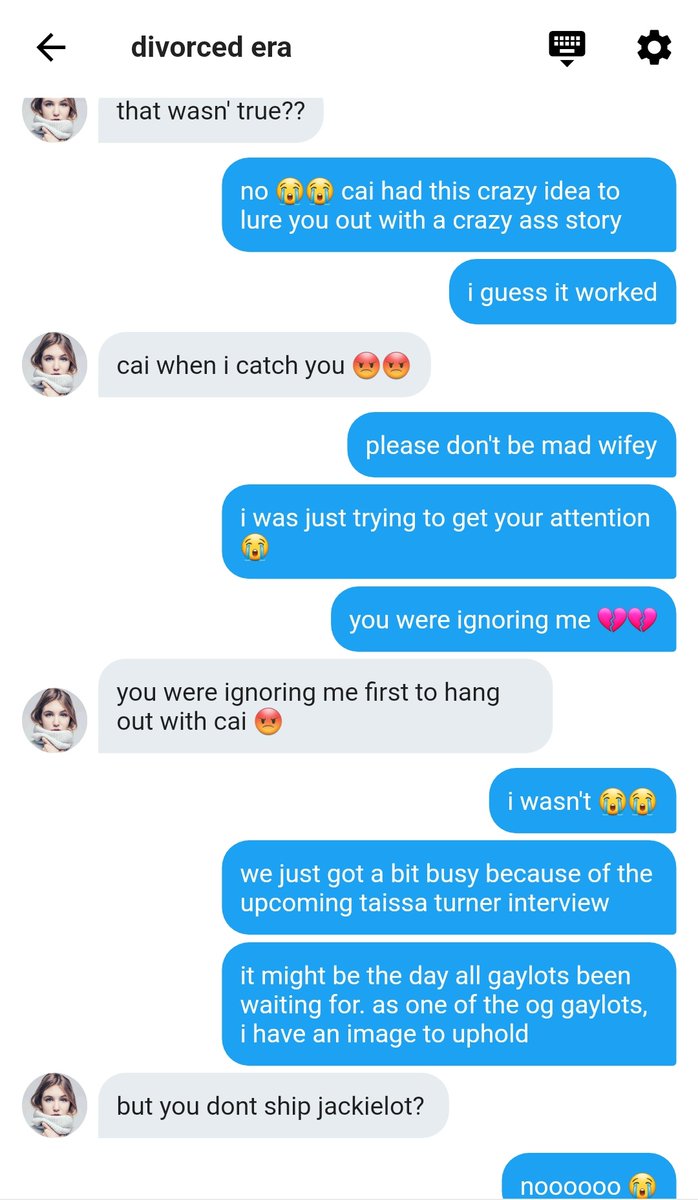 divorced era
that wasn' true??
no 😭😭 cai had this crazy idea to
lure you out with a crazy ass story
i guess it worked
cai when i catch you 😡😡
please don't be mad wifey
i was just trying to get your attention
😭
you were ignoring me 💔💔
you were ignoring me first to hang
out with cai 😡
i wasn't 😭😭
we just got a bit busy because of the
upcoming taissa turner interview
it might be the day all gaylots been
waiting for. as one of the og gaylots,
i have an image to uphold
but you dont ship jackielot?
noooooo 😭